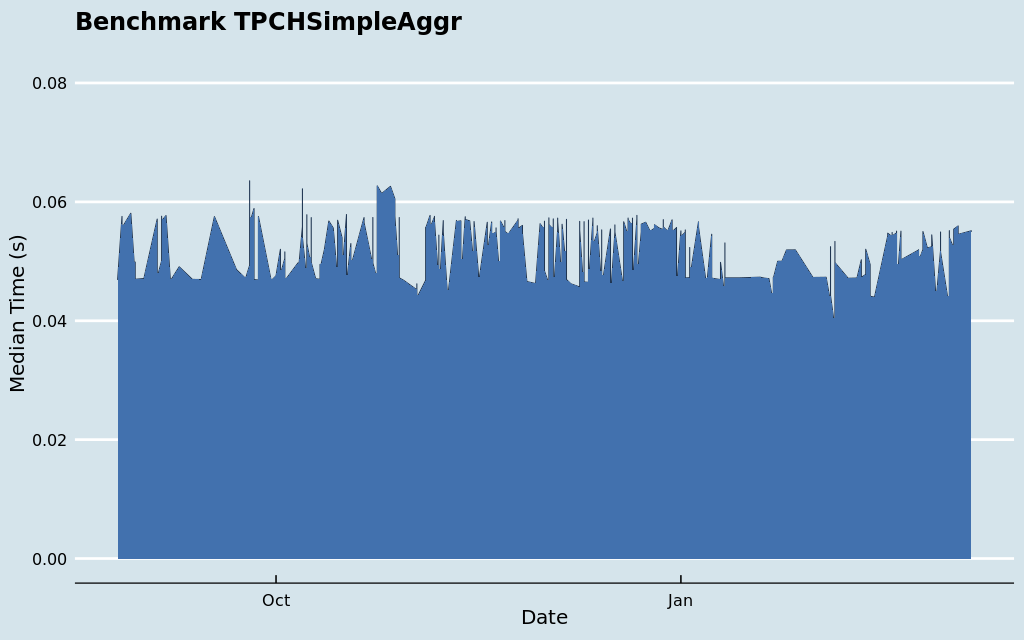 Benchmark TPCHSimpleAggr
Median Time (s)
0.08
0.06
0.04
0.02
0.00
Oct
Jan
Date